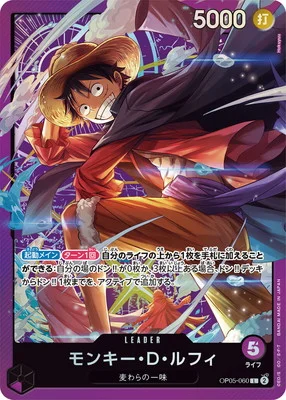 5000
打
起動メイン ターン1回 自分のライフの上から1枚を手札に加えること
ができる：自分の場のドン!!が0枚か、3枚以上ある場合、ドン!!デッキ
からドン!!1枚までを、アクティブで追加する。
LEADER
モンキー・D・ルフィ
麦わらの一味
5
ライフ
OP05-060 L
2
BANDAI MADE IN JAPAN